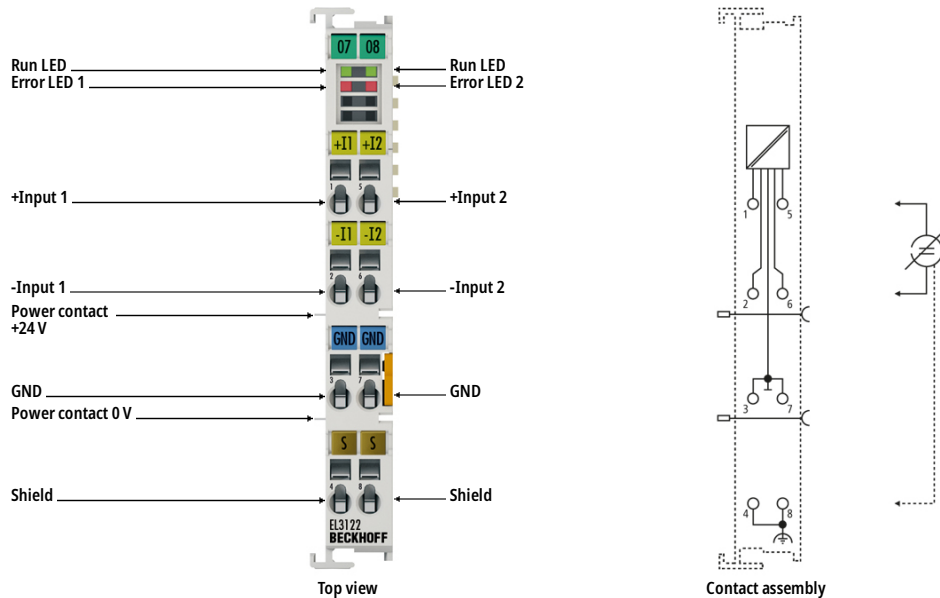 07 08
Run LED
Run LED
Error LED 1
Error LED 2
+I1 +I2
1 5
+Input 1
+Input 2
-I1 -I2
2 6
-Input 1
-Input 2
Power contact
+24 V
GND GND
3 7
GND
GND
Power contact 0 V
S S
4 8
Shield
Shield
EL3122
BECKHOFF
Top view
1 5
2 6
3 7
4 8
Contact assembly